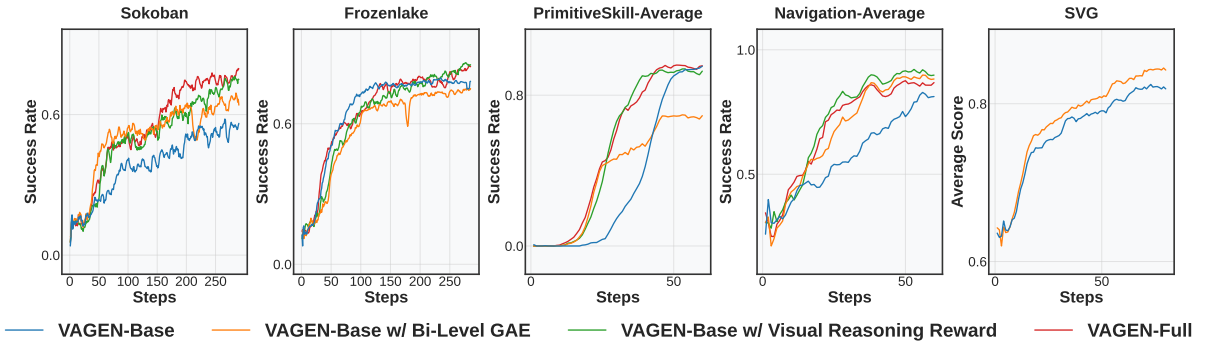 Sokoban
Success Rate
0.6
0.0
0 50 100 150 200 250
Steps
Frozenlake
Success Rate
0.6
0.0
0 50 100 150 200 250
Steps
PrimitiveSkill-Average
Success Rate
0.8
0.0
0 50
Steps
Navigation-Average
Success Rate
1.0
0.5
0 50
Steps
SVG
Average Score
0.8
0.6
0 50
Steps
VAGEN-Base VAGEN-Base w/ Bi-Level GAE VAGEN-Base w/ Visual Reasoning Reward VAGEN-Full